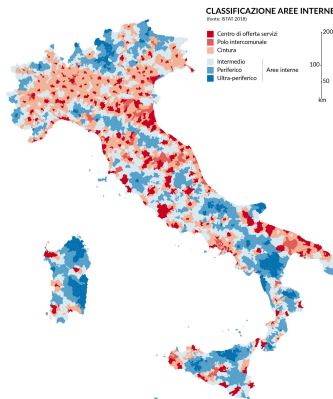 CLASSIFICAZIONE AREE INTERNE
(fonte: ISTAT 2018)
Centro di offerta servizi
Polo intercomunale
Cintura
Intermedio
Periferico
Ultra-periferico
Aree interne
200
100
50
km